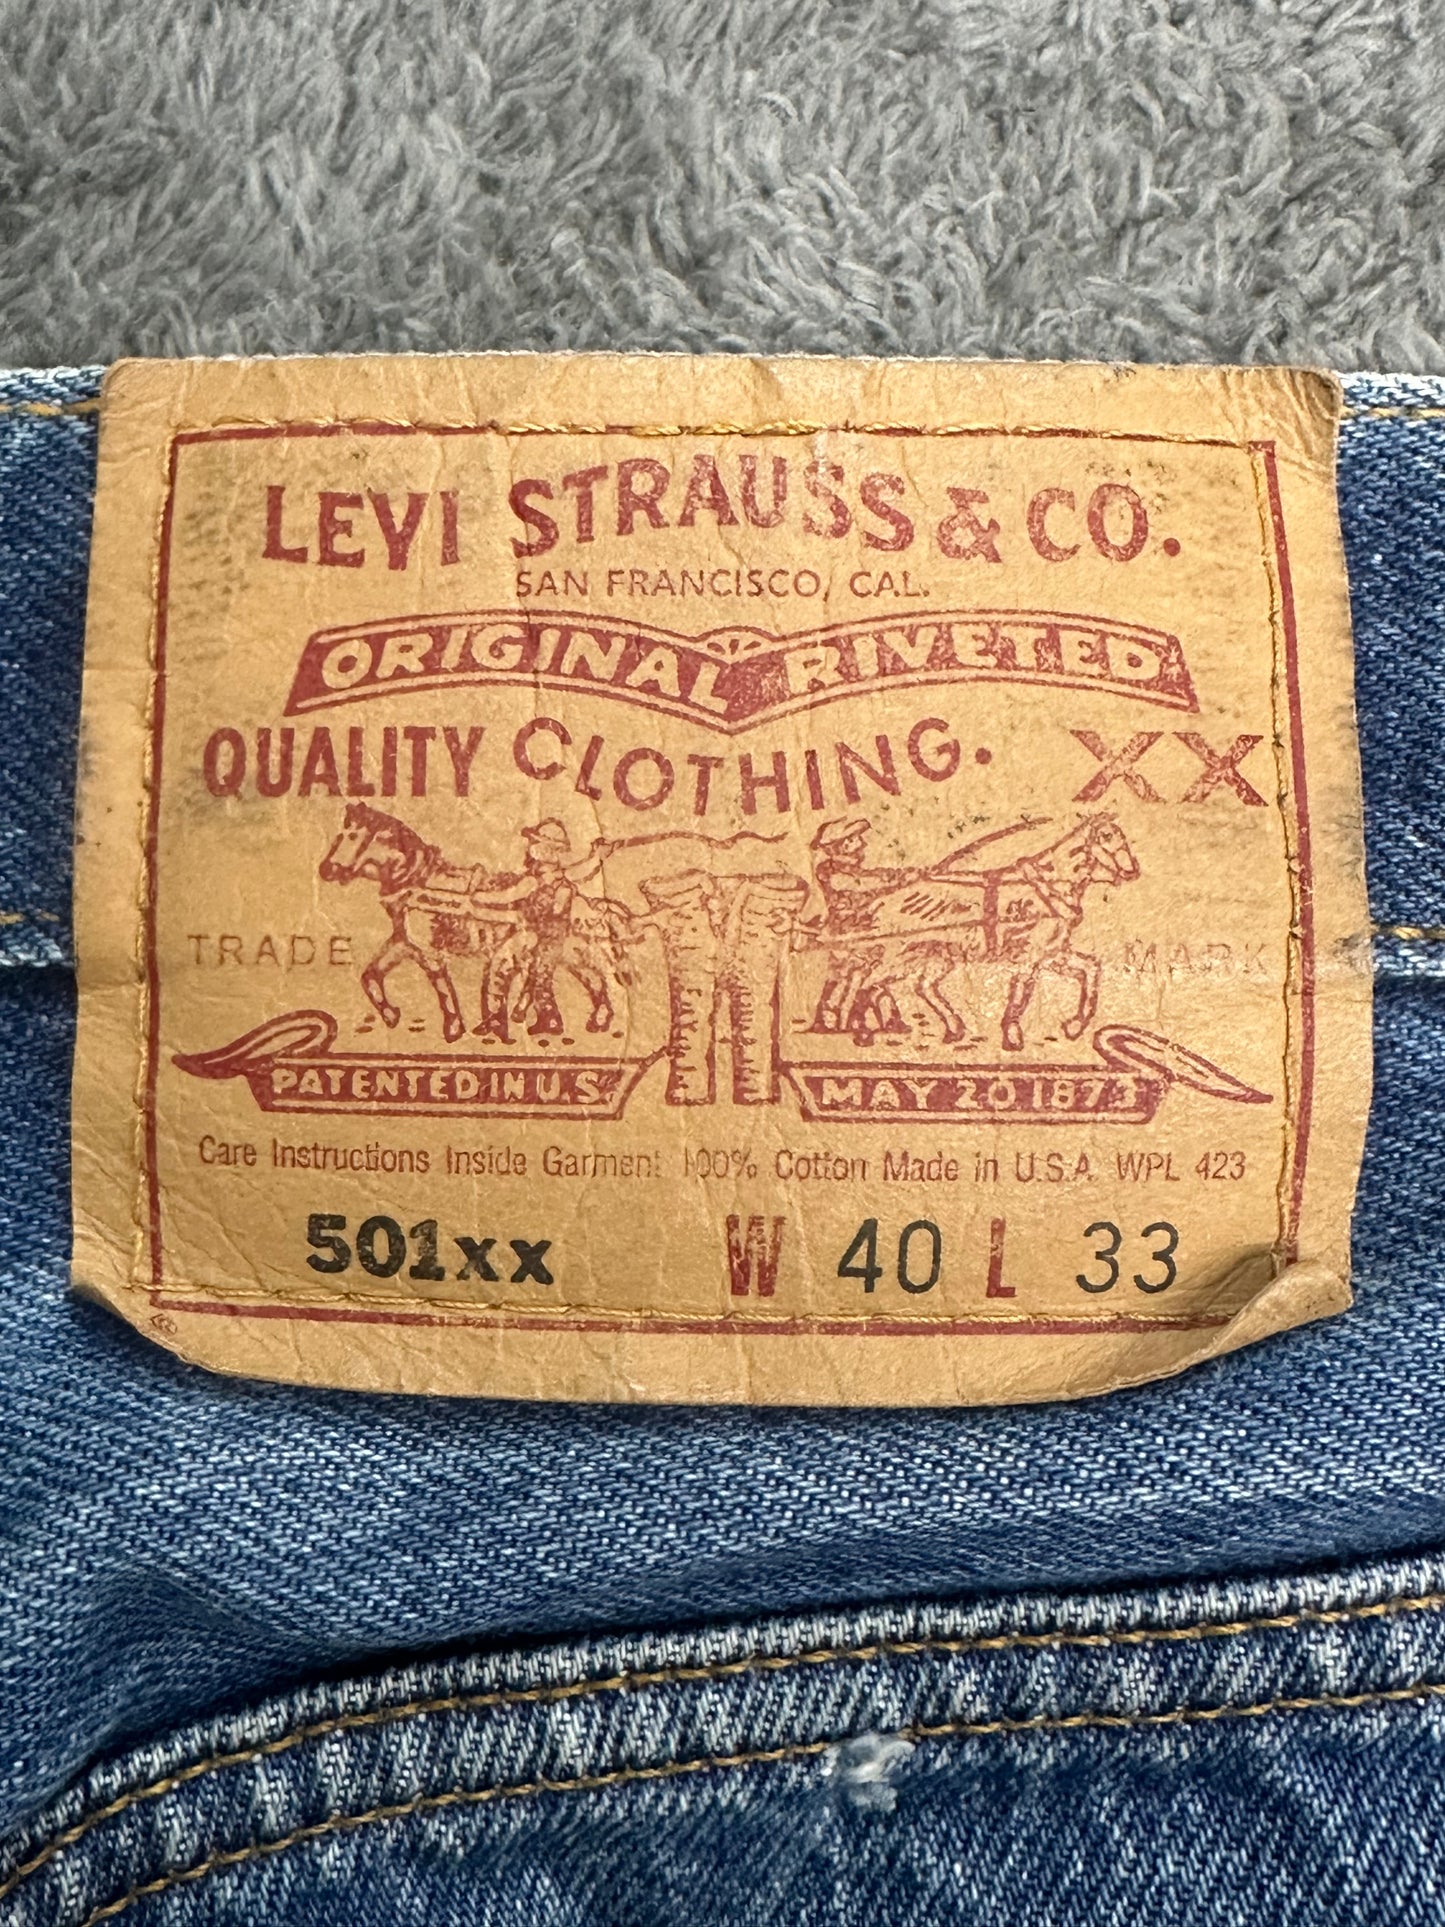 LEVI STRAUSS & CO.
SAN FRANCISCO, CAL.
ORIGINAL RIVETED
QUALITY CLOTHING. XX
TRADE MARK
PATENTED IN U.S. MAY 20 1873
Care Instructions Inside Garment 100% Cotton Made in U.S.A. WPL 423
501xx W 40 L 33
®